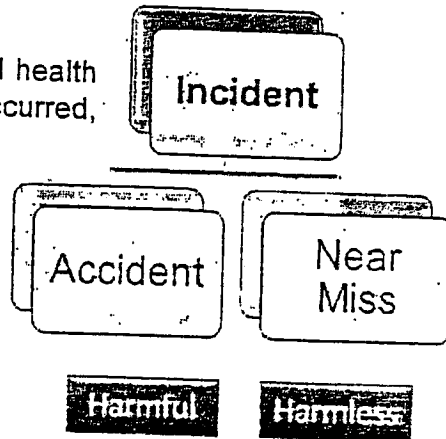 l health
ccurred,
Incident
Accident
Near
Miss
Harmful
Harmless